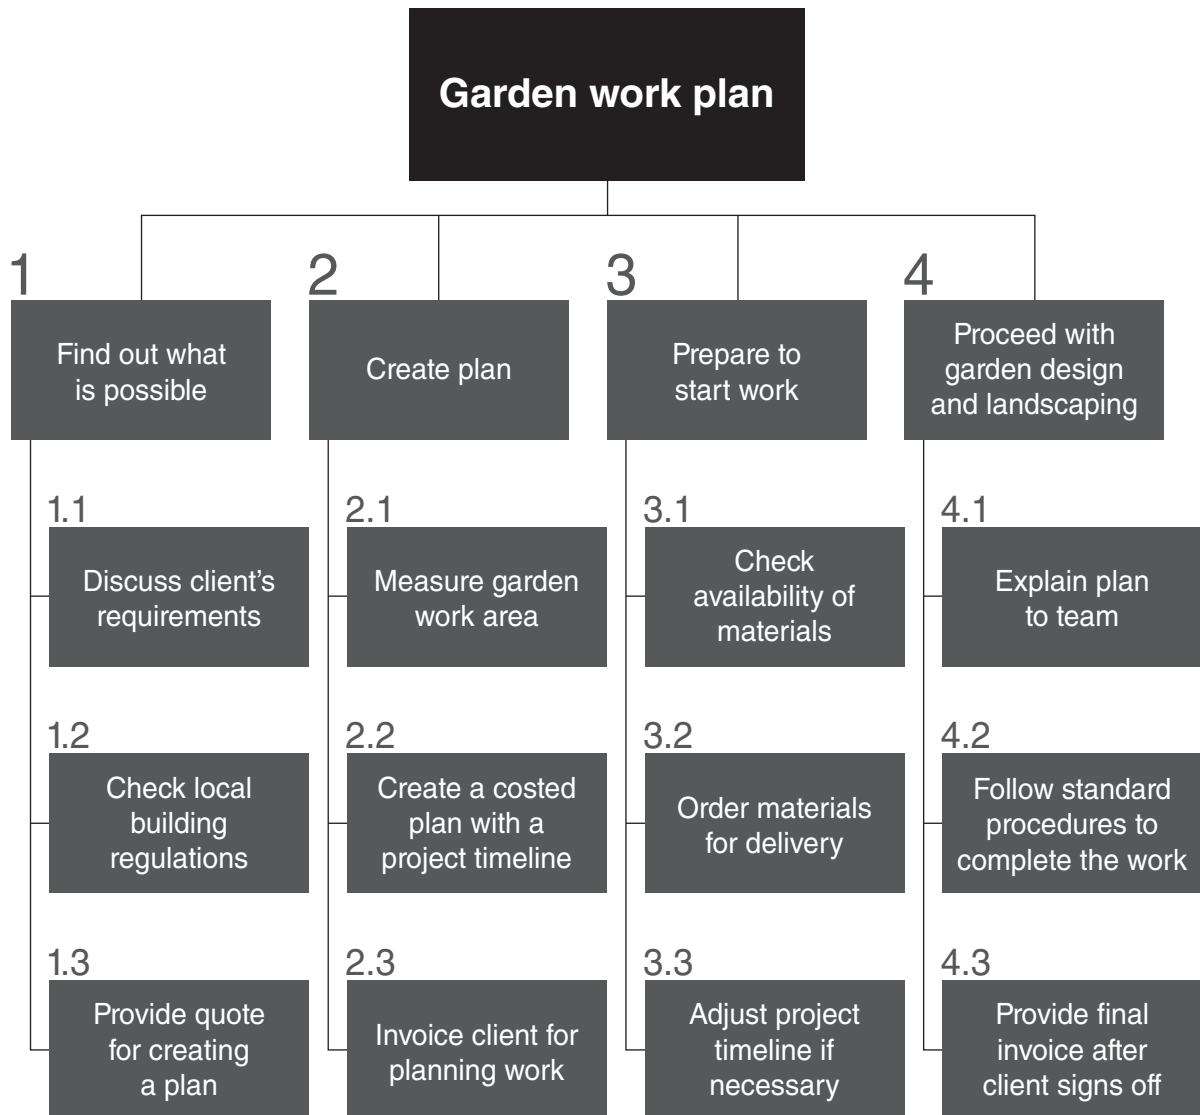 Garden work plan
1
Find out what
is possible
1.1
Discuss client's
requirements
1.2
Check local
building
regulations
1.3
Provide quote
for creating
a plan
2
Create plan
2.1
Measure garden
work area
2.2
Create a costed
plan with a
project timeline
2.3
Invoice client for
planning work
3
Prepare to
start work
3.1
Check
availability of
materials
3.2
Order materials
for delivery
3.3
Adjust project
timeline if
necessary
4
Proceed with
garden design
and landscaping
4.1
Explain plan
to team
4.2
Follow standard
procedures to
complete the work
4.3
Provide final
invoice after
client signs off